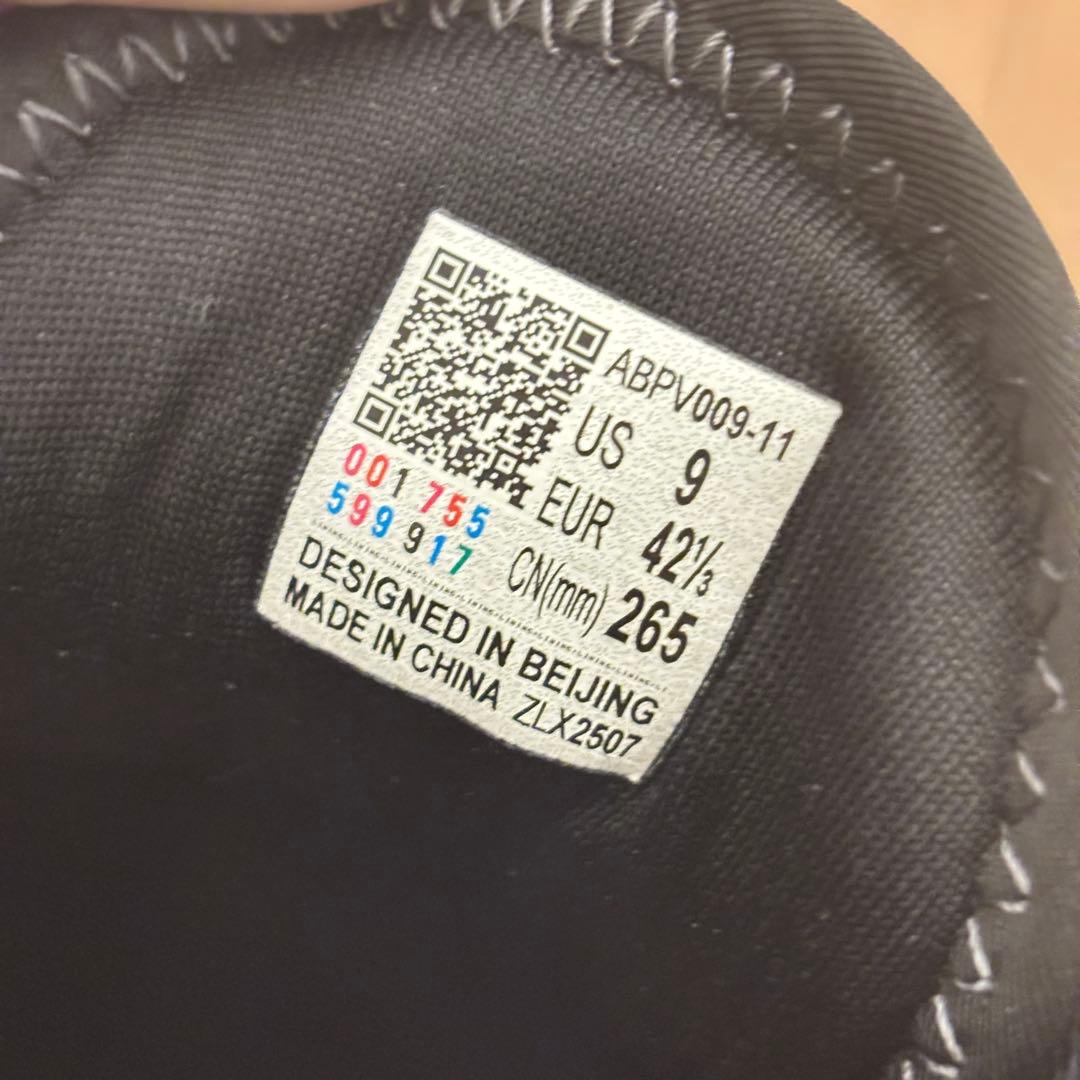 ABPV009-11
US 9
EUR 42⅓
CN(mm) 265
001 755
599 917
DESIGNED IN BEIJING
MADE IN CHINA ZLX2507